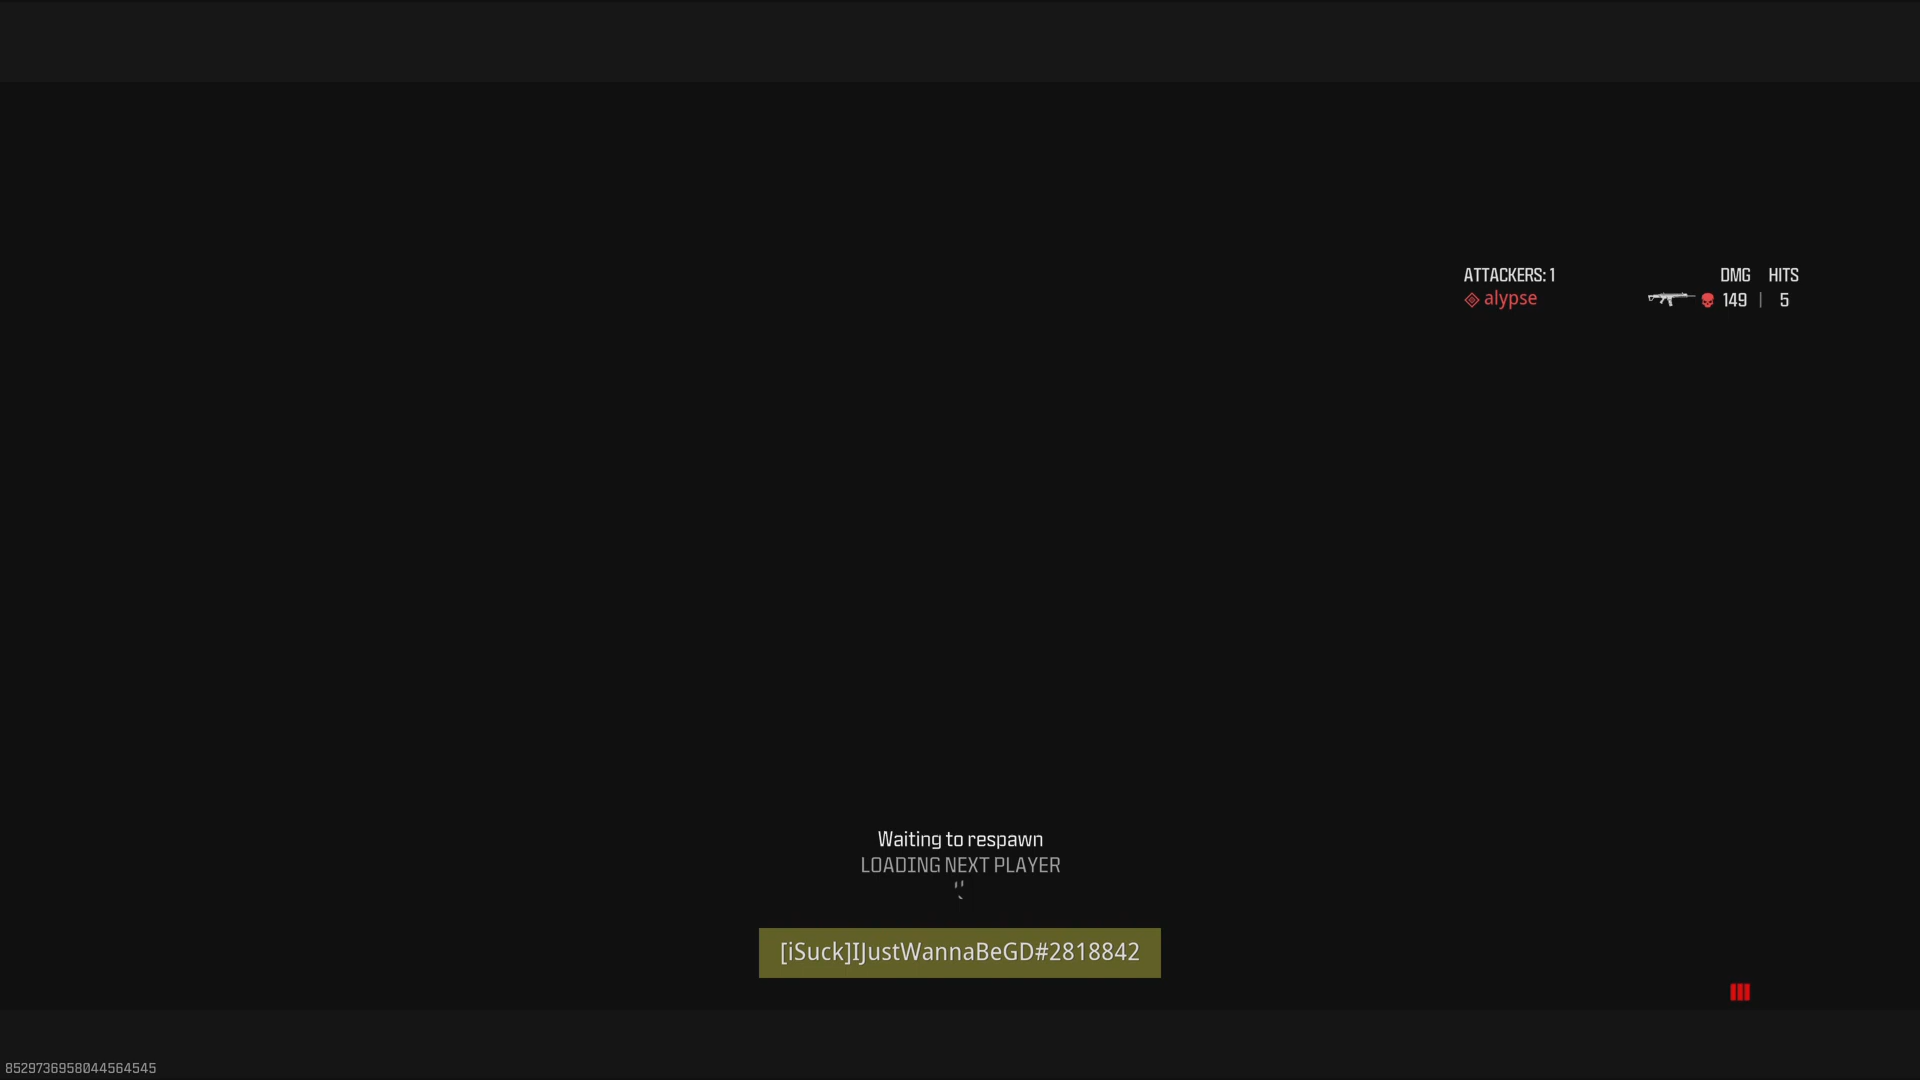 ATTACKERS: 1 DMG HITS
alypse 149 | 5
Waiting to respawn
LOADING NEXT PLAYER
[iSuck]IJustWannaBeGD#2818842
8529736958044564545